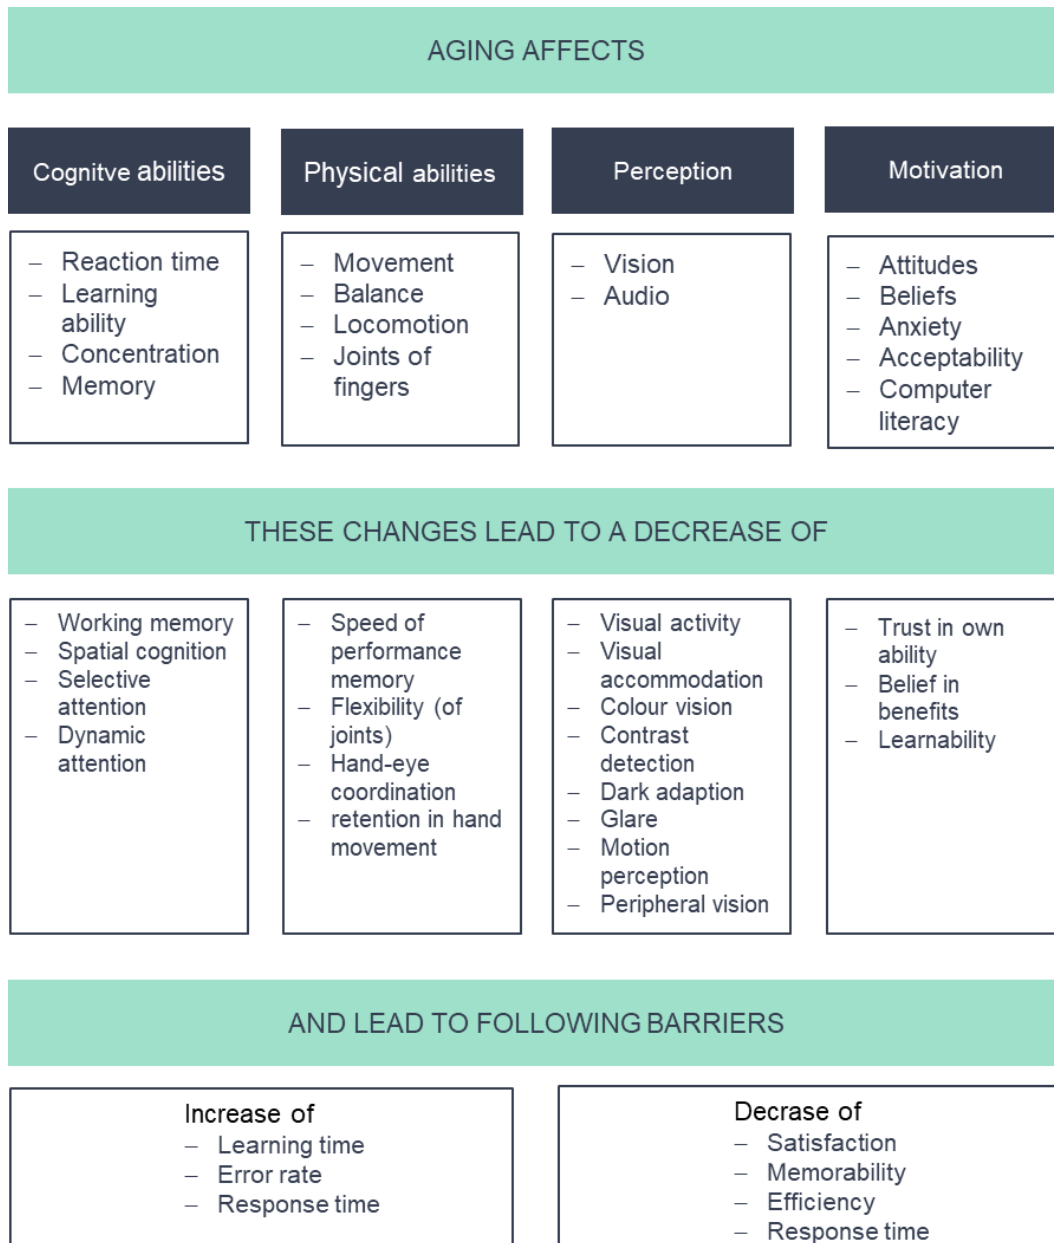 AGING AFFECTS
Cognitve abilities
Physical abilities
Perception
Motivation
– Reaction time
– Learning
ability
– Concentration
– Memory
– Movement
– Balance
– Locomotion
– Joints of
fingers
– Vision
– Audio
– Attitudes
– Beliefs
– Anxiety
– Acceptability
– Computer
literacy
THESE CHANGES LEAD TO A DECREASE OF
– Working memory
– Spatial cognition
– Selective
attention
– Dynamic
attention
– Speed of
performance
memory
– Flexibility (of
joints)
– Hand-eye
coordination
– retention in hand
movement
– Visual activity
– Visual
accommodation
– Colour vision
– Contrast
detection
– Dark adaption
– Glare
– Motion
perception
– Peripheral vision
– Trust in own
ability
– Belief in
benefits
– Learnability
AND LEAD TO FOLLOWING BARRIERS
Increase of
– Learning time
– Error rate
– Response time
Decrase of
– Satisfaction
– Memorability
– Efficiency
– Response time